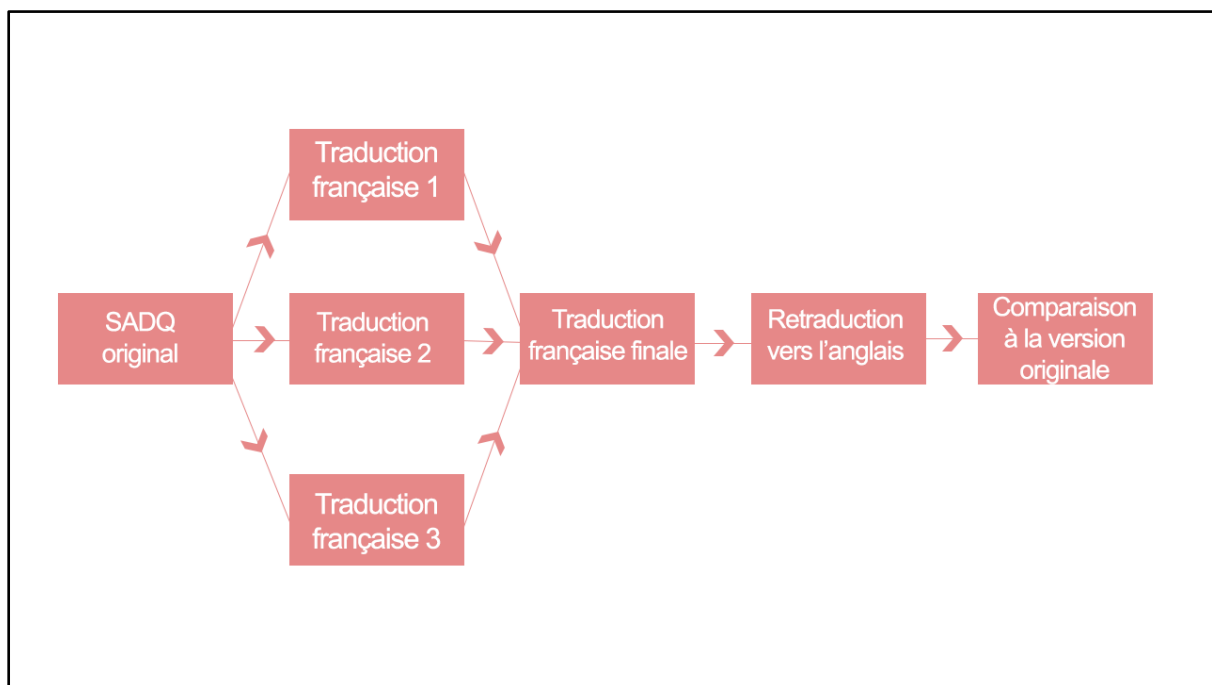 SADQ
original
Traduction
française 1
Traduction
française 2
Traduction
française 3
Traduction
française finale
Retraduction
vers l'anglais
Comparaison
à la version
originale